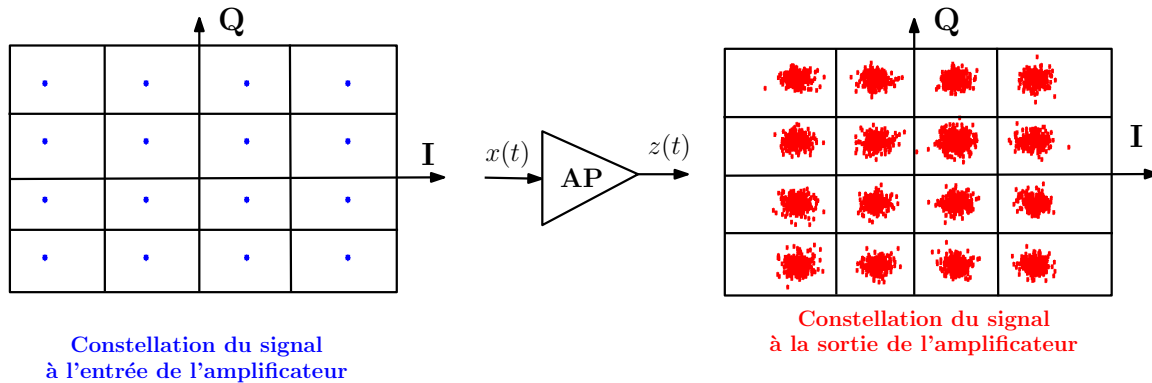 Q
I
x(t)
AP
z(t)
Q
I
Constellation du signal
à l'entrée de l'amplificateur
Constellation du signal
à la sortie de l'amplificateur